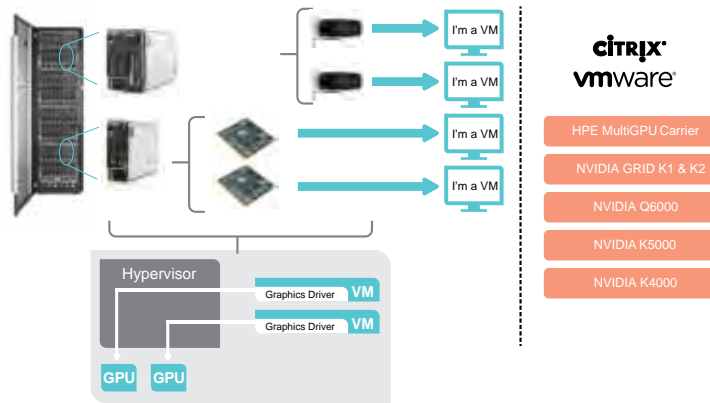 I'm a VM
I'm a VM
I'm a VM
I'm a VM
Hypervisor
Graphics Driver VM
Graphics Driver VM
GPU GPU
CITRIX®
vmware®
HPE MultiGPU Carrier
NVIDIA GRID K1 & K2
NVIDIA Q6000
NVIDIA K5000
NVIDIA K4000